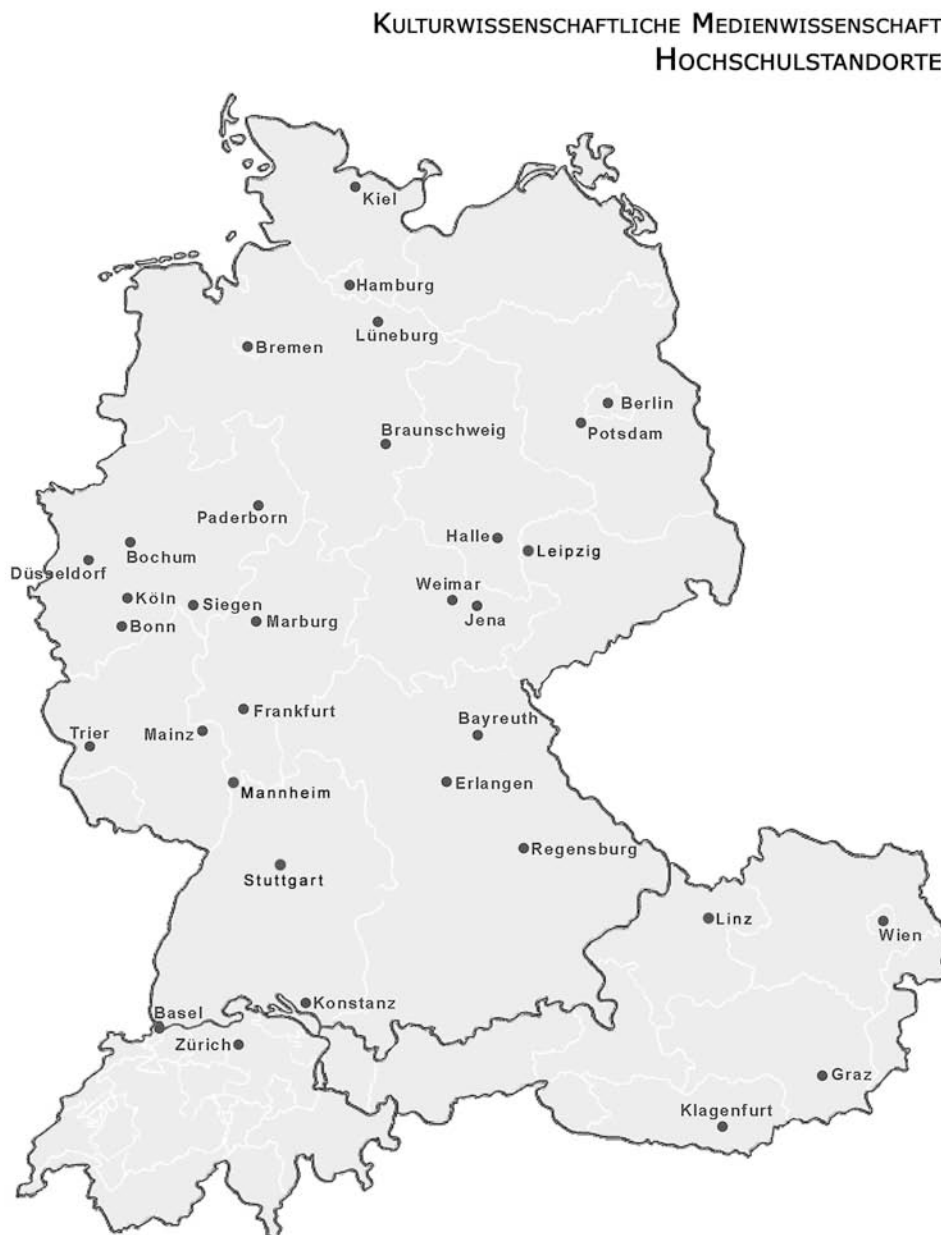 KULTURWISSENSCHAFTLICHE MEDIENWISSENSCHAFT
HOCHSCHULSTANDORTE
Kiel
Hamburg
Lüneburg
Bremen
Berlin
Potsdam
Braunschweig
Paderborn
Halle
Leipzig
Bochum
Düsseldorf
Weimar
Jena
Köln
Siegen
Marburg
Bonn
Frankfurt
Bayreuth
Trier
Mainz
Erlangen
Mannheim
Regensburg
Stuttgart
Linz
Wien
Konstanz
Basel
Zürich
Graz
Klagenfurt